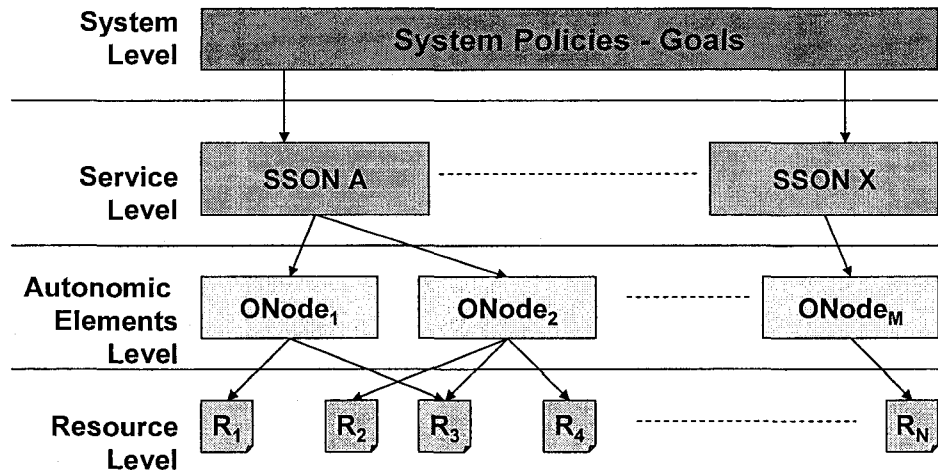 System
Level
System Policies - Goals
Service
Level
SSON A
SSON X
Autonomic
Elements
Level
ONode₁
ONode₂
ONodeM
Resource
Level
R₁
R₂
R₃
R₄
RN